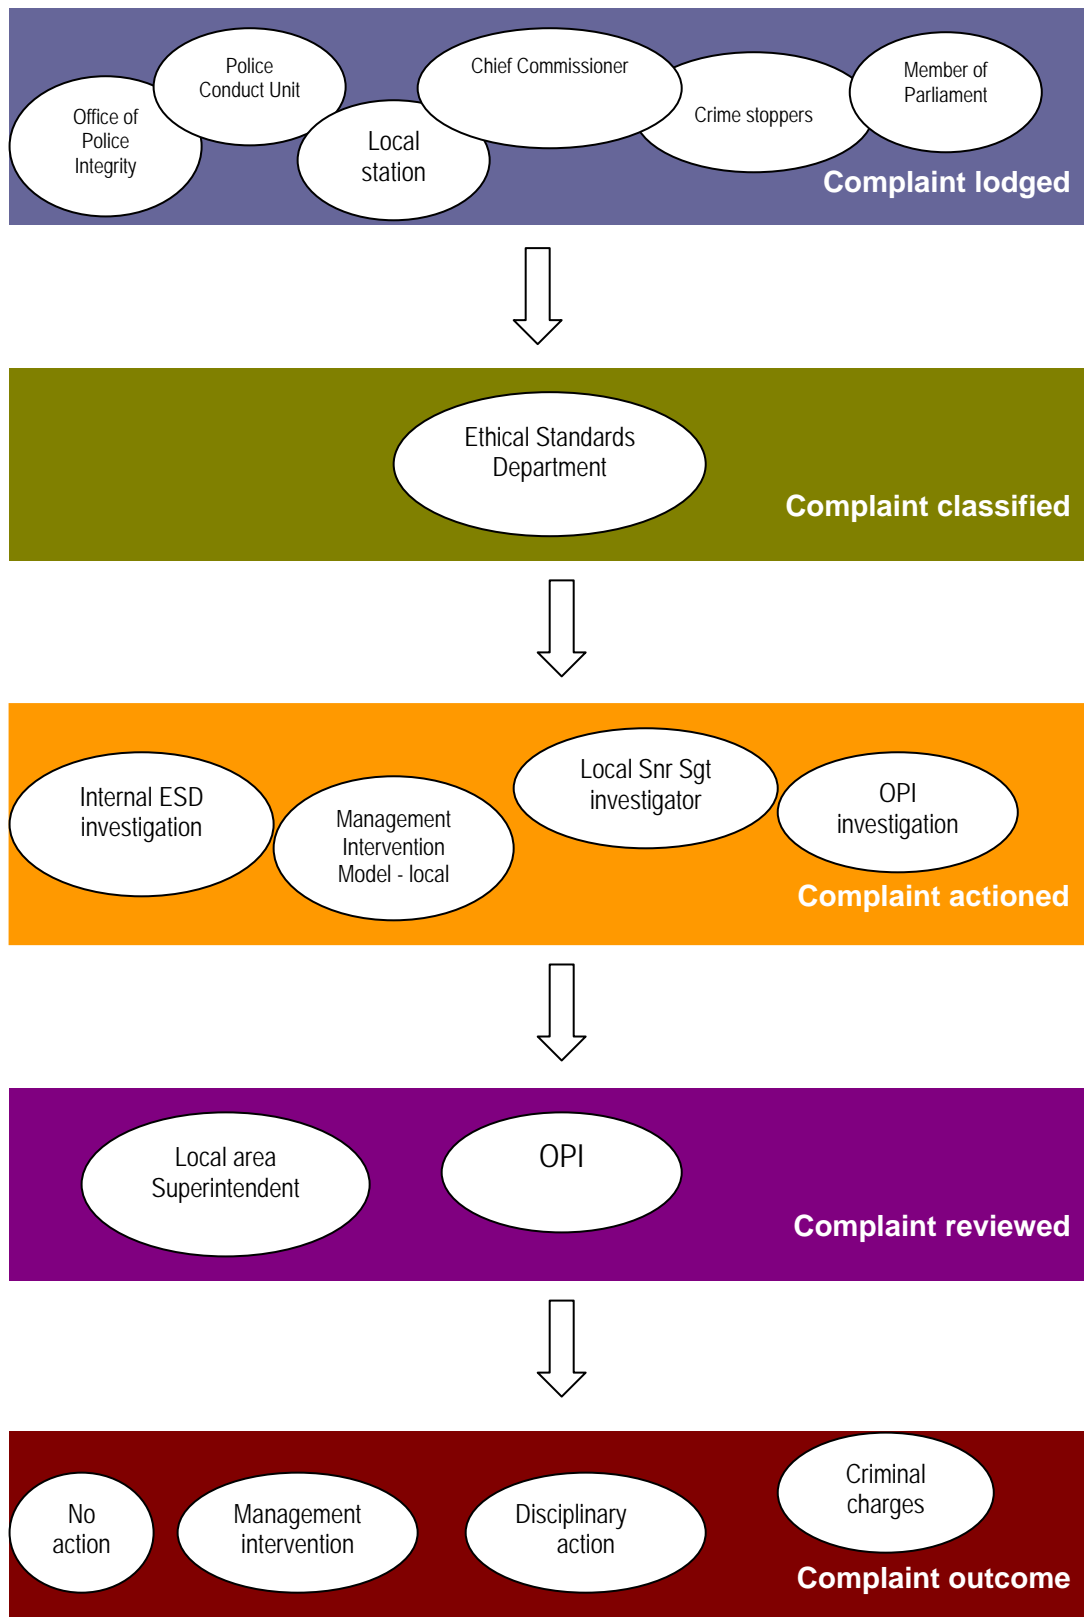 Office of
Police
Integrity
Police
Conduct Unit
Local
station
Chief Commissioner
Crime stoppers
Member of
Parliament
Complaint lodged
Ethical Standards
Department
Complaint classified
Internal ESD
investigation
Management
Intervention
Model - local
Local Snr Sgt
investigator
OPI
investigation
Complaint actioned
Local area
Superintendent
OPI
Complaint reviewed
No
action
Management
intervention
Disciplinary
action
Criminal
charges
Complaint outcome